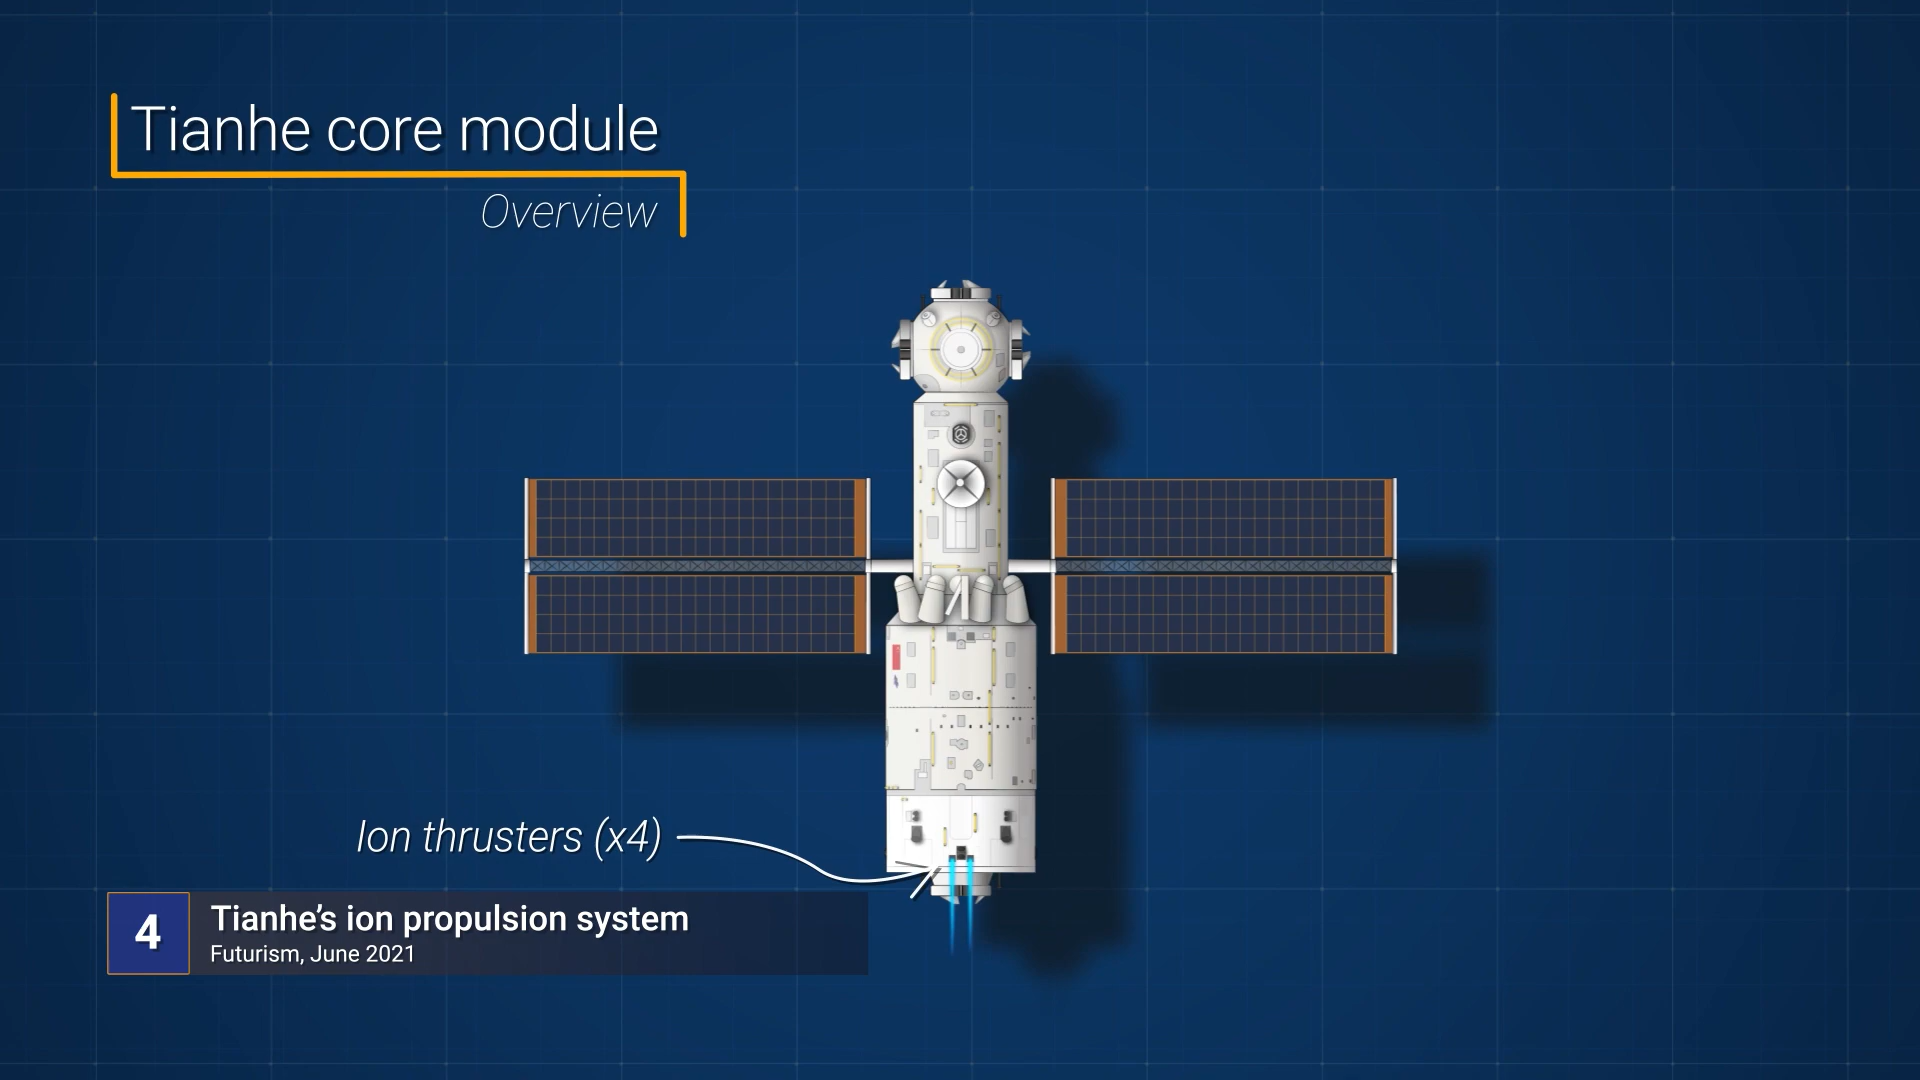 Tianhe core module
Overview
Ion thrusters (x4)
4
Tianhe’s ion propulsion system
Futurism, June 2021